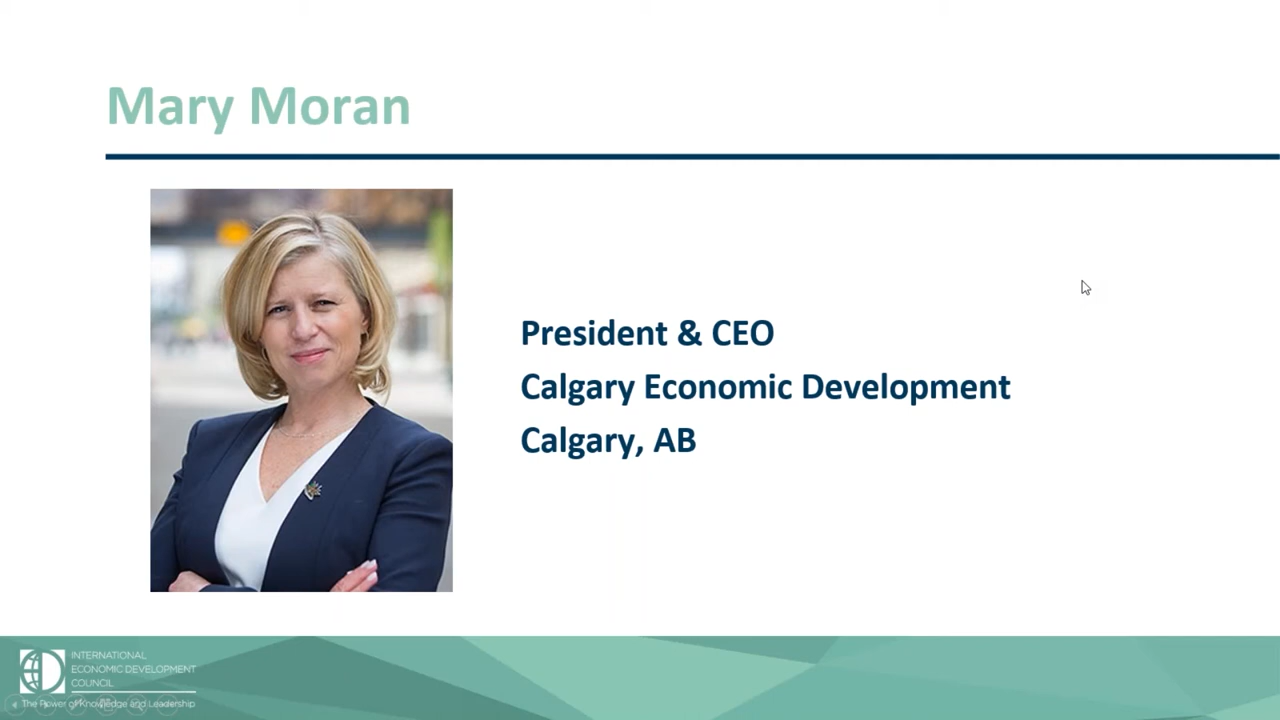 Mary Moran
President & CEO
Calgary Economic Development
Calgary, AB
INTERNATIONAL
ECONOMIC DEVELOPMENT
COUNCIL
The Power of Knowledge and Leadership